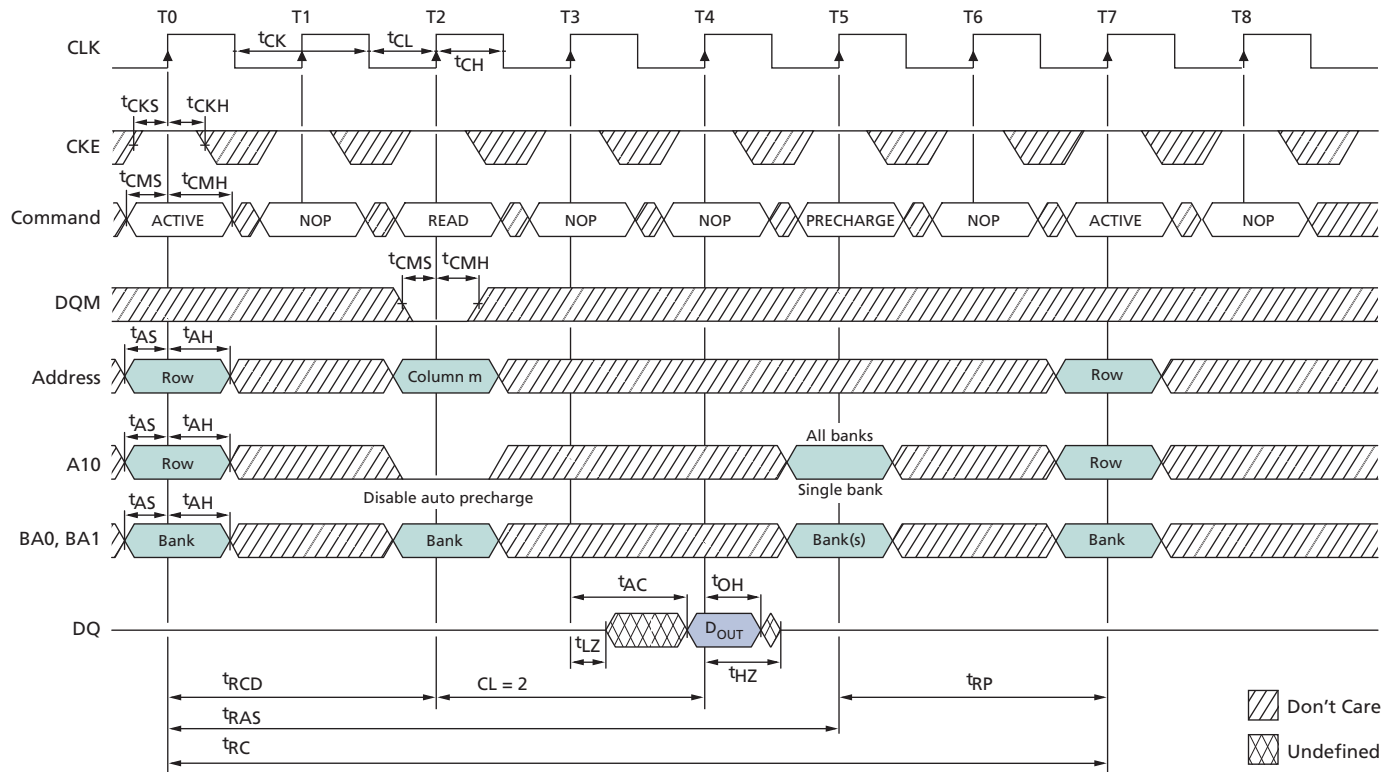 T0 T1 T2 T3 T4 T5 T6 T7 T8
CLK
tCK tCL
tCH
tCKS tCKH
CKE
tCMS tCMH
Command ACTIVE NOP READ NOP NOP PRECHARGE NOP ACTIVE NOP
tCMS tCMH
DQM
tAS tAH
Address Row Column m Row
tAS tAH All banks
A10 Row Row
Disable auto precharge Single bank
tAS tAH
BA0, BA1 Bank Bank Bank(s) Bank
tAC tOH
DQ DOUT
tLZ tHZ
tRCD CL = 2 tRP
tRAS
tRC
Don't Care
Undefined